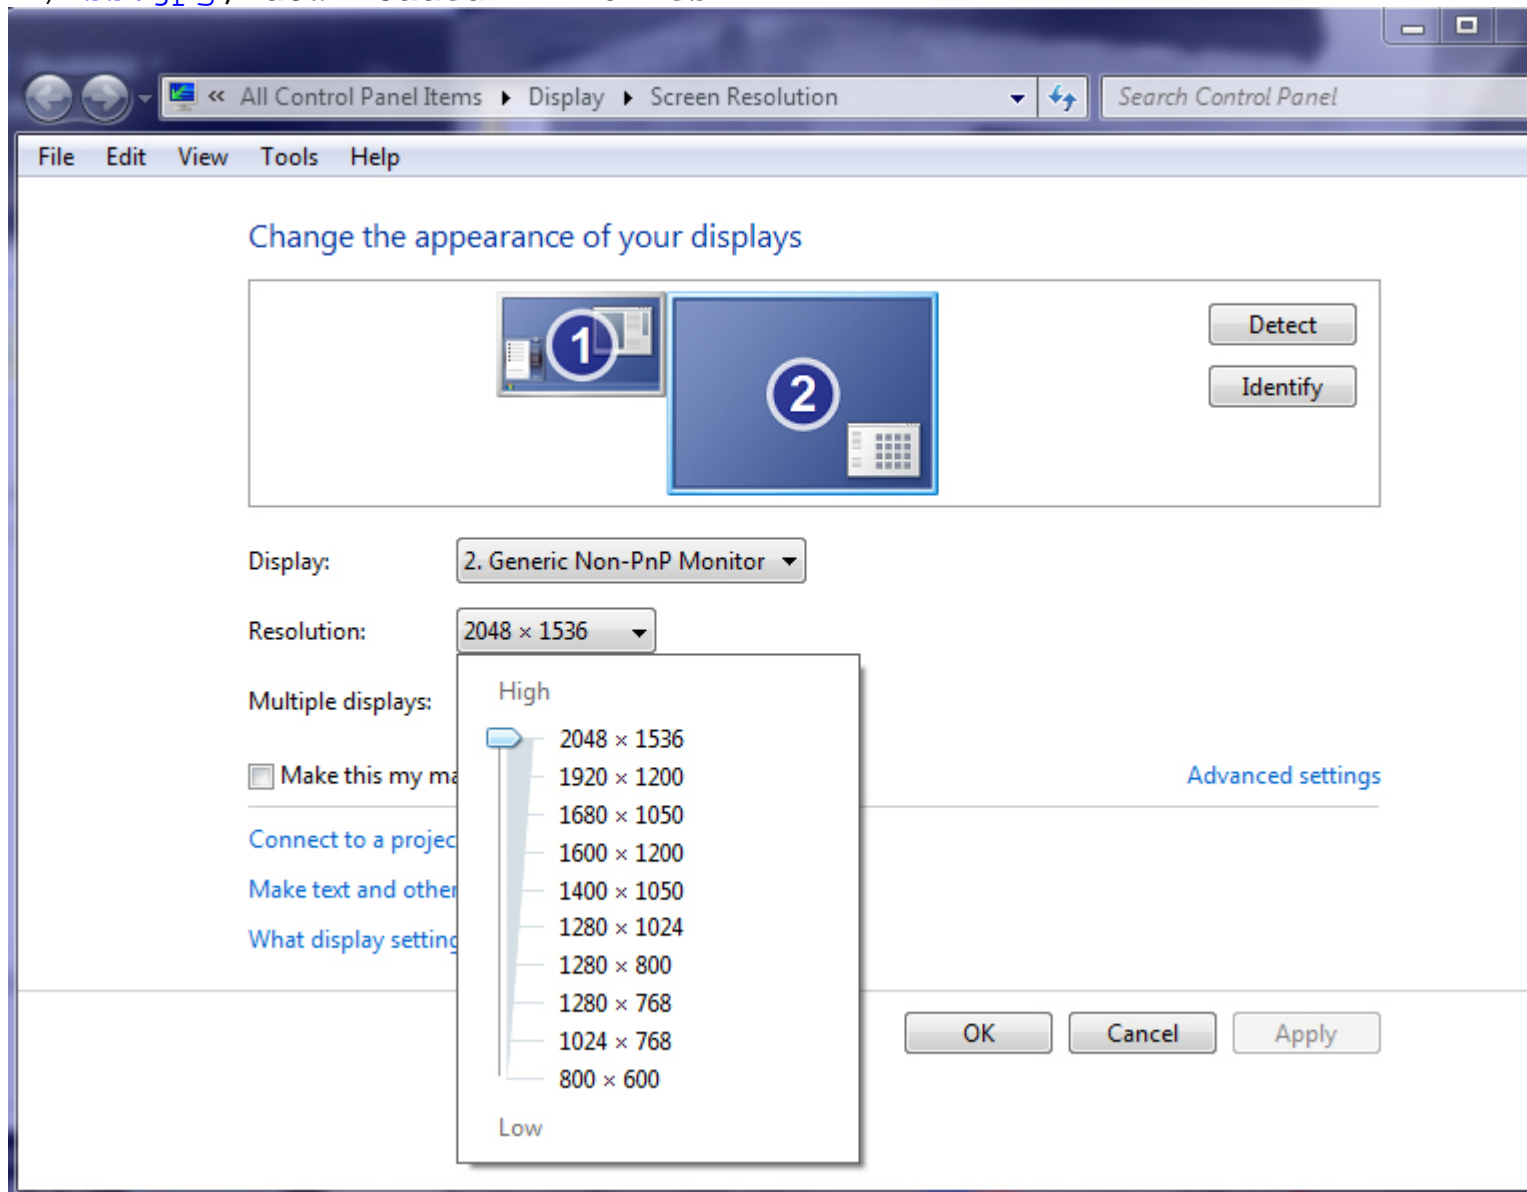 « All Control Panel Items ▸ Display ▸ Screen Resolution
Search Control Panel
File Edit View Tools Help
Change the appearance of your displays
1
2
Detect
Identify
Display: 2. Generic Non-PnP Monitor
Resolution: 2048 × 1536
Multiple displays:
High
2048 × 1536
1920 × 1200
1680 × 1050
1600 × 1200
1400 × 1050
1280 × 1024
1280 × 800
1280 × 768
1024 × 768
800 × 600
Low
Make this my
Advanced settings
Connect to a
Make text and other
What display
OK Cancel Apply